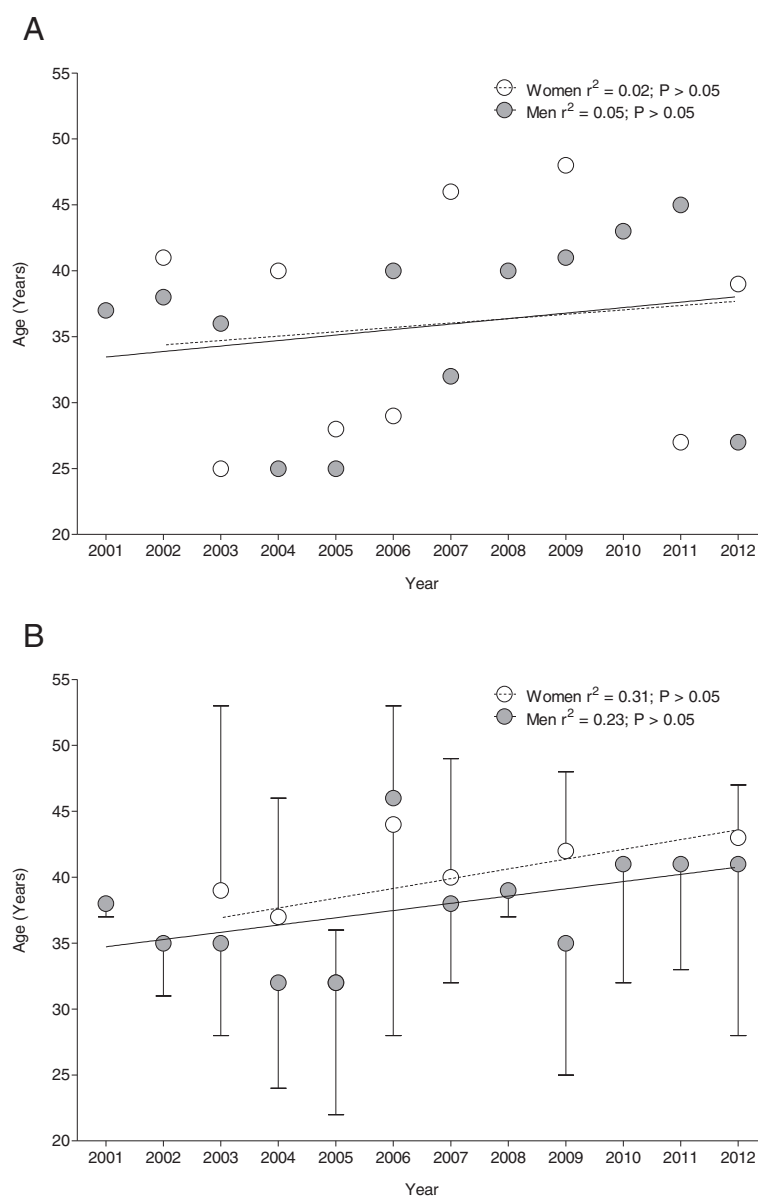 A
55
50
45
40
35
30
25
20
Age (Years)
Women r² = 0.02; P > 0.05
Men r² = 0.05; P > 0.05
2001 2002 2003 2004 2005 2006 2007 2008 2009 2010 2011 2012
Year
B
55
50
45
40
35
30
25
20
Age (Years)
Women r² = 0.31; P > 0.05
Men r² = 0.23; P > 0.05
2001 2002 2003 2004 2005 2006 2007 2008 2009 2010 2011 2012
Year